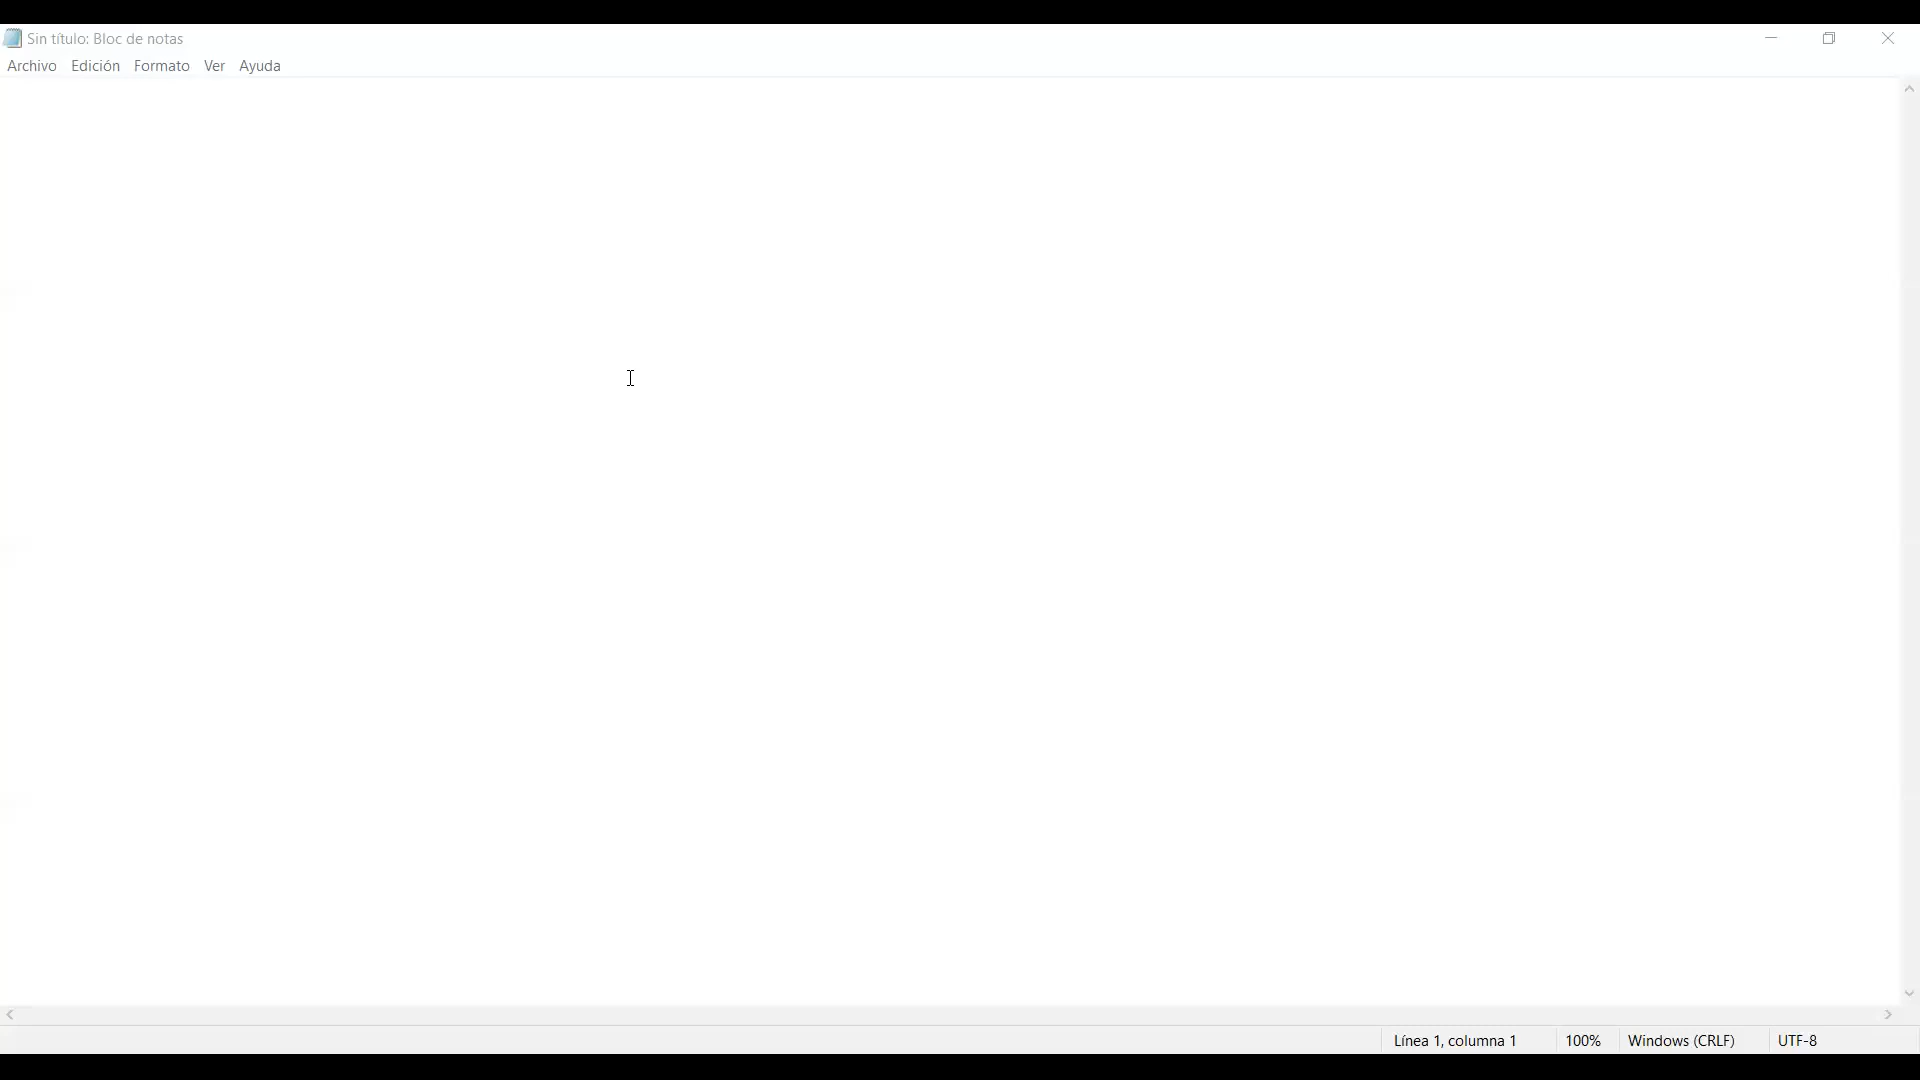 Sin título: Bloc de notas
Archivo Edición Formato Ver Ayuda
Línea 1, columna 1 100% Windows (CRLF) UTF-8